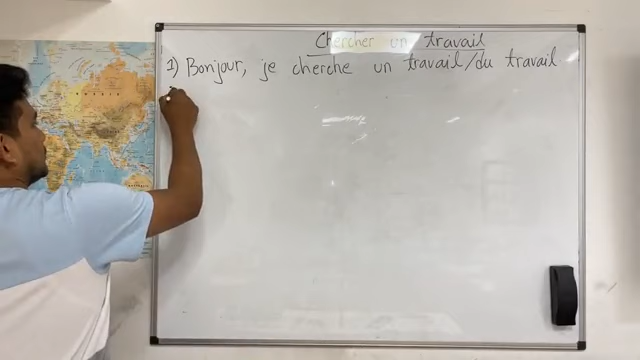 Chercher un travail
1) Bonjour, je cherche un travail/du travail